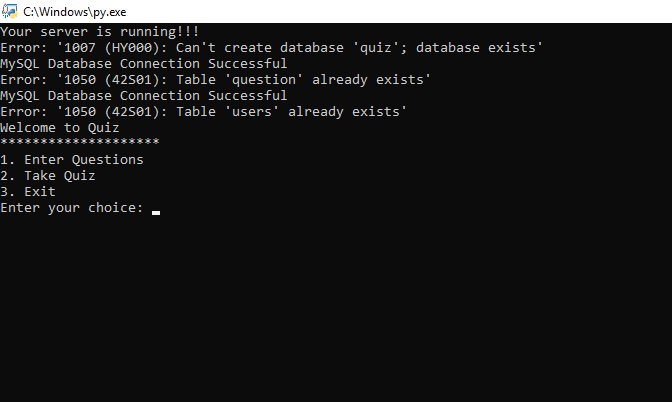 C:\Windows\py.exe
Your server is running!!!
Error: '1007 (HY000): Can't create database 'quiz'; database exists'
MySQL Database Connection Successful
Error: '1050 (42S01): Table 'question' already exists'
MySQL Database Connection Successful
Error: '1050 (42S01): Table 'users' already exists'
Welcome to Quiz
********************
1. Enter Questions
2. Take Quiz
3. Exit
Enter your choice: